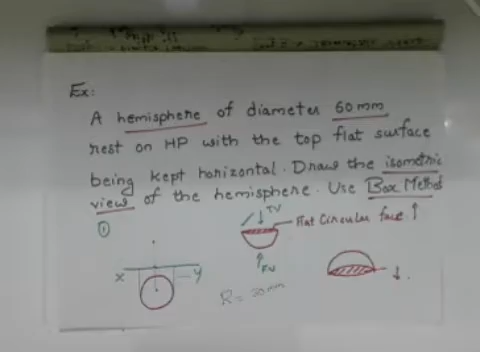 Ex:
A hemisphere of diameter 60 mm
rest on HP with the top flat surface
being kept horizontal. Draw the isometric
view of the hemisphere. Use Box Method
①
TV
Flat Circular face ↑
FV
X
Y
R = 30mm